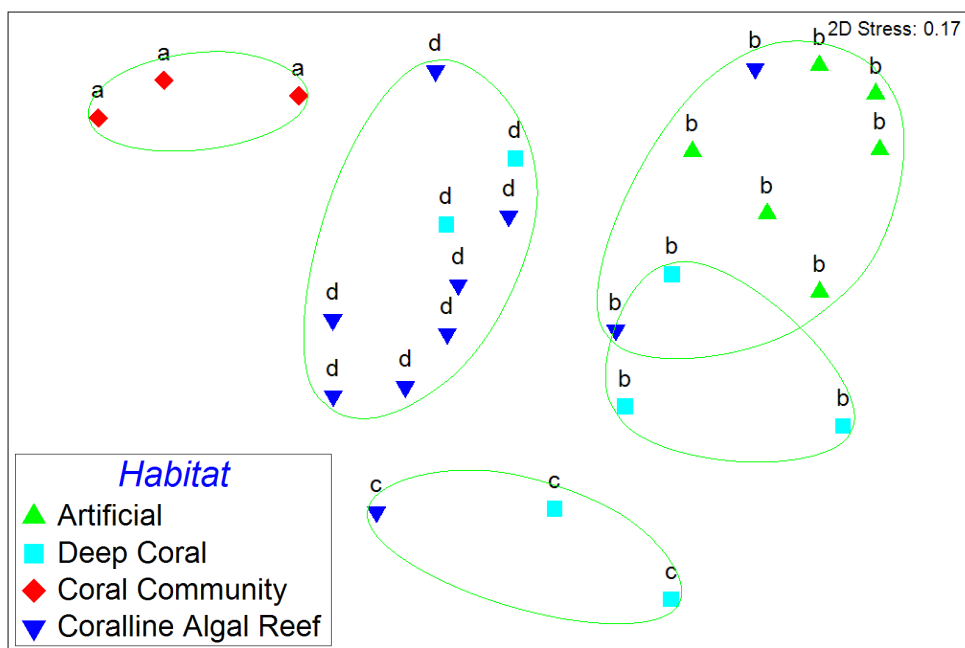 2D Stress: 0.17
d
b
b
a
b
a
a
d
b
b
d
b
d
b
d
b
d
d
b
d
d
b
b
c
c
c
Habitat
Artificial
Deep Coral
Coral Community
Coralline Algal Reef